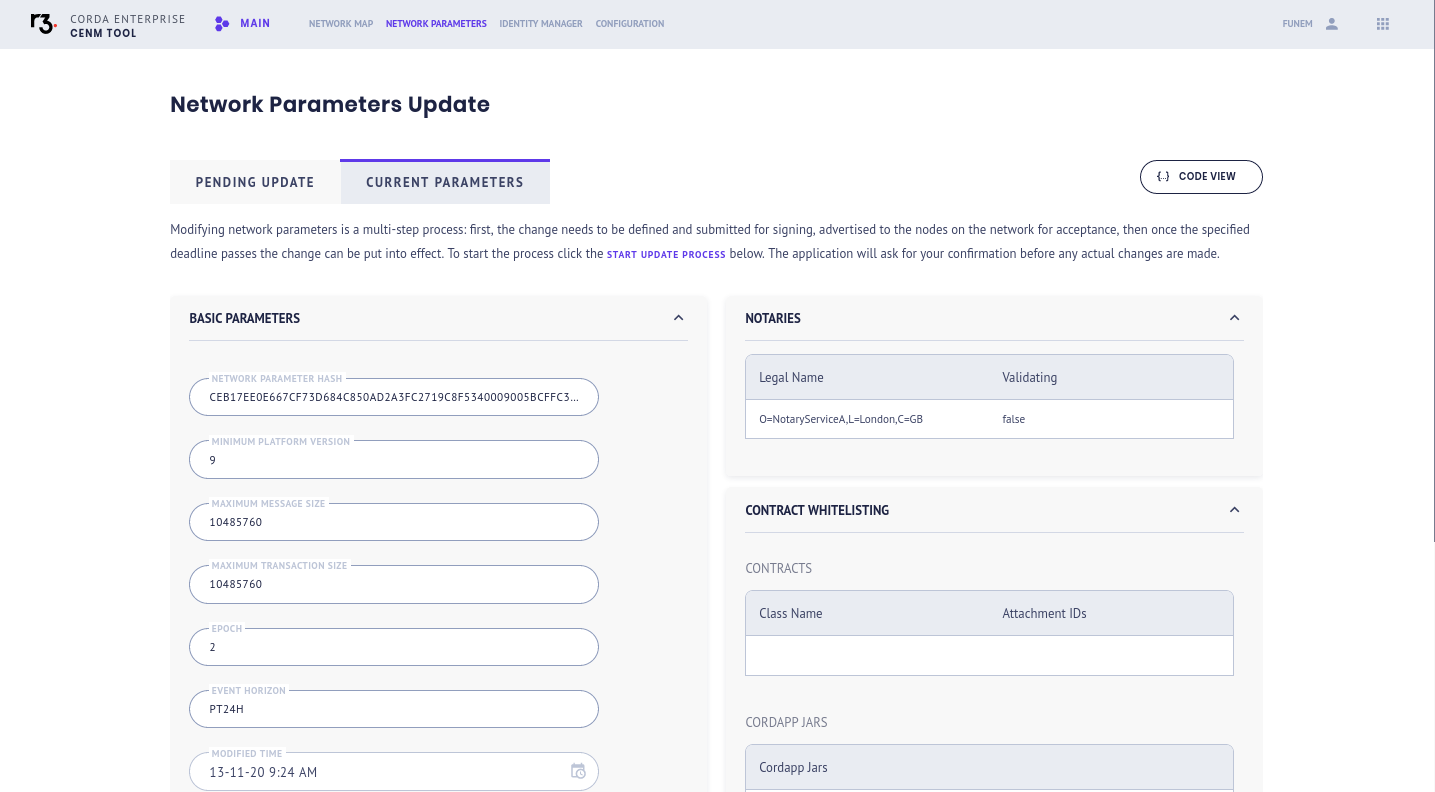 r3.
CORDA ENTERPRISE
CENM TOOL
MAIN
NETWORK MAP
NETWORK PARAMETERS
IDENTITY MANAGER
CONFIGURATION
FUNEM
Network Parameters Update
PENDING UPDATE
CURRENT PARAMETERS
{..} CODE VIEW
Modifying network parameters is a multi-step process: first, the change needs to be defined and submitted for signing, advertised to the nodes on the network for acceptance, then once the specified
deadline passes the change can be put into effect. To start the process click the START UPDATE PROCESS below. The application will ask for your confirmation before any actual changes are made.
BASIC PARAMETERS
NETWORK PARAMETER HASH
CEB17EE0E667CF73D684C850AD2A3FC2719C8F5340009005BCFFC3...
MINIMUM PLATFORM VERSION
9
MAXIMUM MESSAGE SIZE
10485760
MAXIMUM TRANSACTION SIZE
10485760
EPOCH
2
EVENT HORIZON
PT24H
MODIFIED TIME
13-11-20 9:24 AM
NOTARIES
Legal Name Validating
O=NotaryServiceA,L=London,C=GB false
CONTRACT WHITELISTING
CONTRACTS
Class Name Attachment IDs
CORDAPP JARS
Cordapp Jars